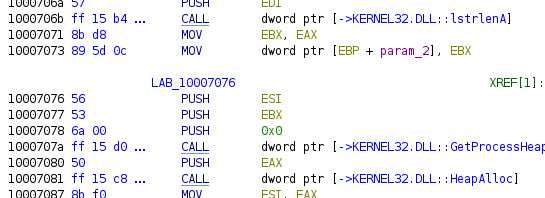 1000706a 57 PUSH EDI
1000706b ff 15 b4 ... CALL dword ptr [->KERNEL32.DLL::lstrlenA]
10007071 8b d8 MOV EBX, EAX
10007073 89 5d 0c MOV dword ptr [EBP + param_2], EBX
LAB_10007076 XREF[1]:
10007076 56 PUSH ESI
10007077 53 PUSH EBX
10007078 6a 00 PUSH 0x0
1000707a ff 15 d0 ... CALL dword ptr [->KERNEL32.DLL::GetProcessHeap
10007080 50 PUSH EAX
10007081 ff 15 c8 ... CALL dword ptr [->KERNEL32.DLL::HeapAlloc]
10007087 8b f0 MOV ESI, EAX